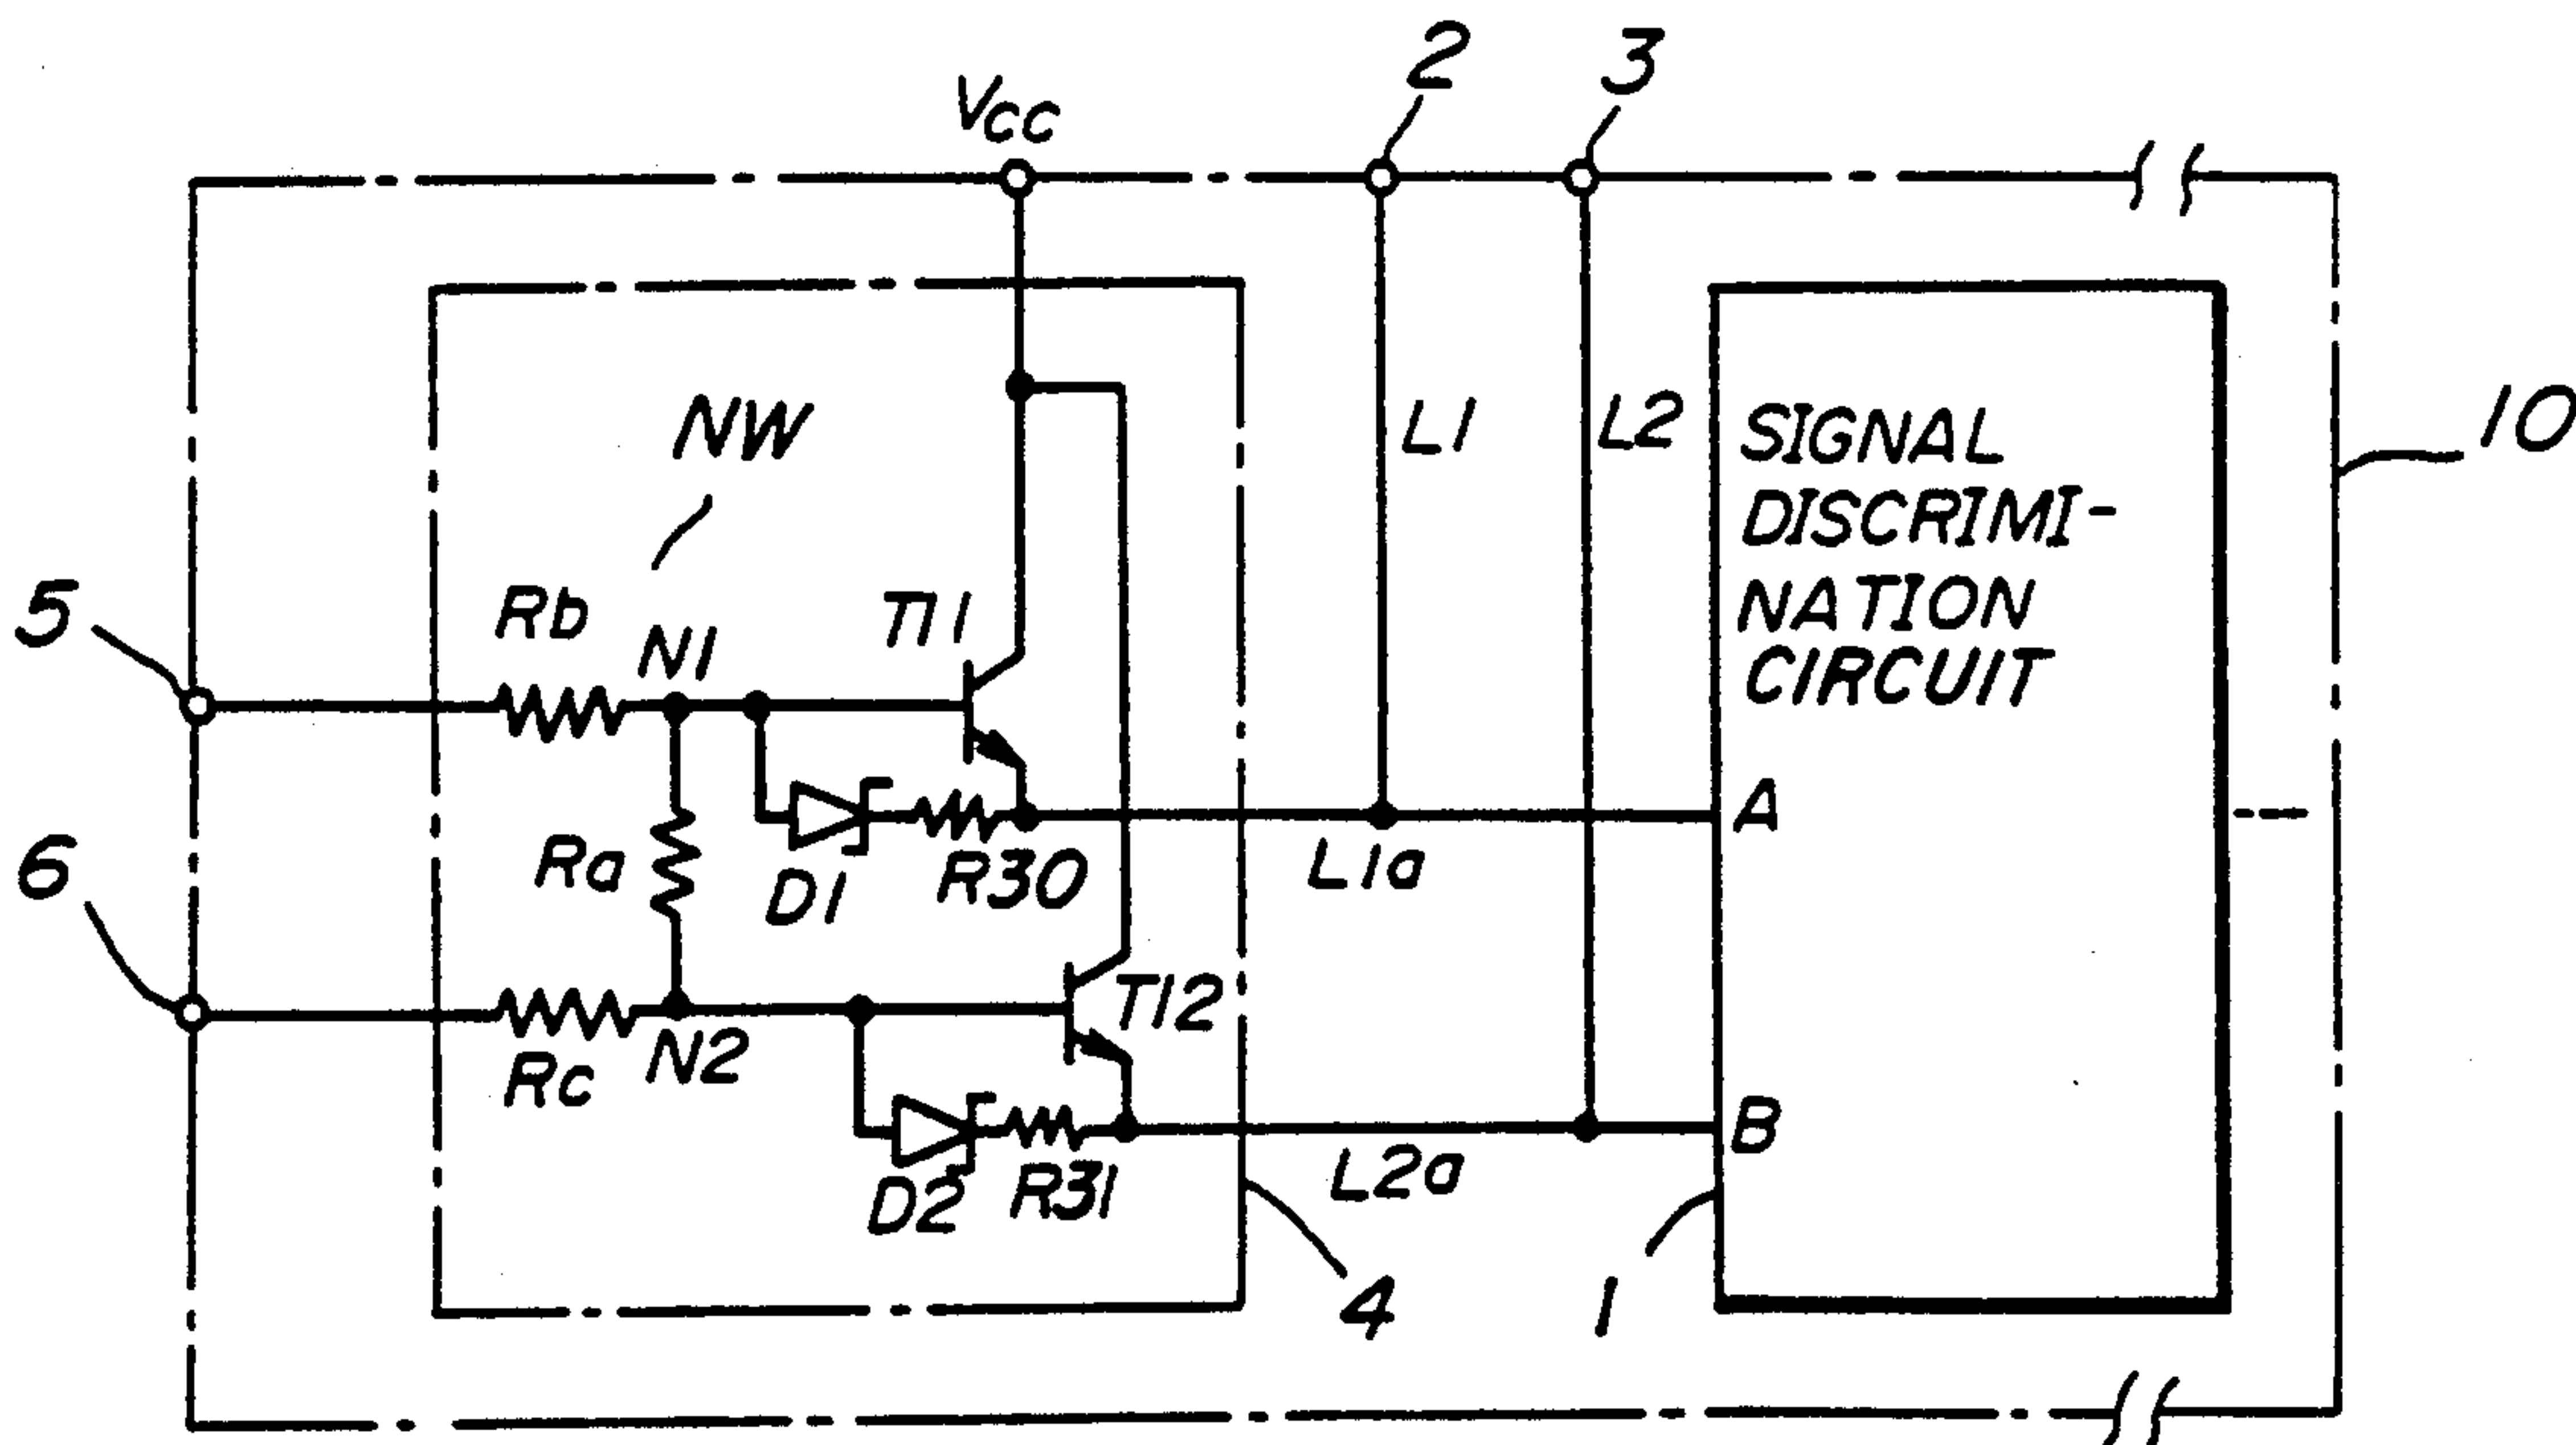 2
3
Vcc
NW
L1
L2
10
SIGNAL
DISCRIMI-
NATION
CIRCUIT
5
Rb
N1
T11
Ra
D1
R30
L1a
A
6
Rc
N2
T12
D2
R31
L2a
B
4
1